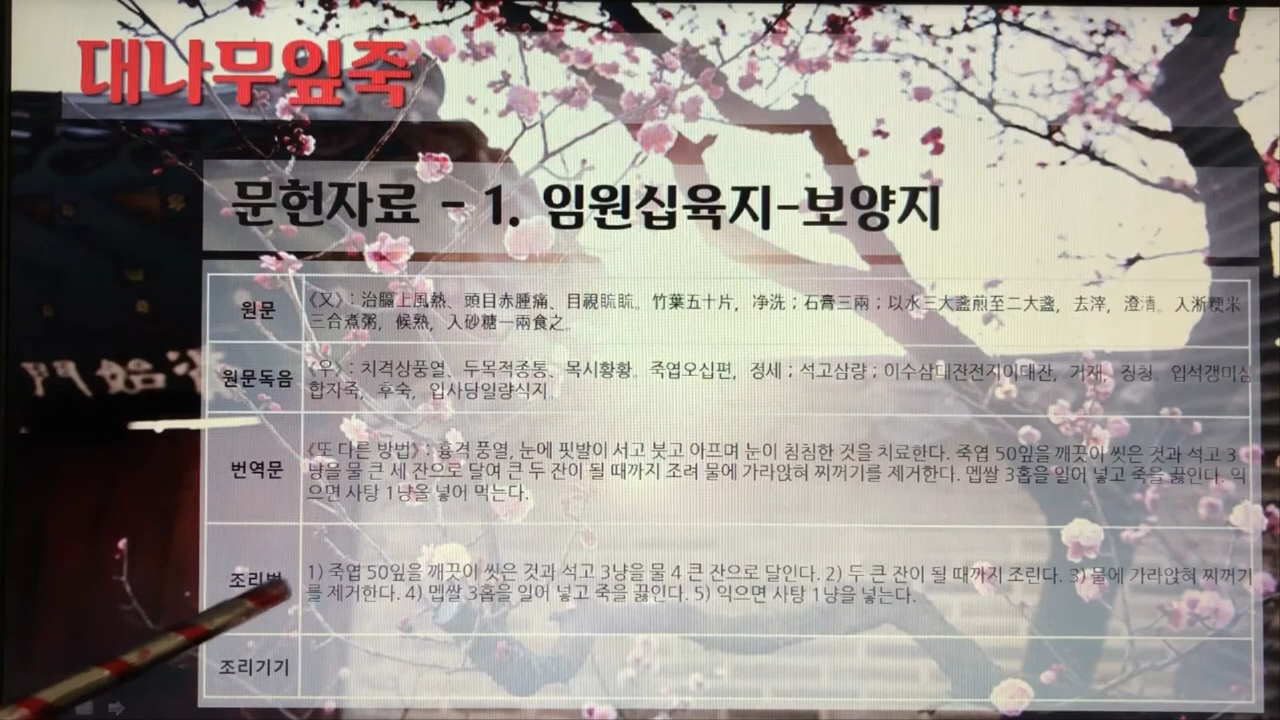 대나무잎죽
문헌자료 - 1. 임원십육지-보양지
원문
《又》: 治膈上風熱、頭目赤腫痛、目視䀮䀮。竹葉五十片, 净洗 ; 石膏三兩 ; 以水三大盞煎至二大盞, 去滓, 澄清。入淅粳米
三合煮粥, 候熟, 入砂糖一兩食之。
원문독음
《우》: 치격상풍열、두목적종통、목시황황。죽엽오십편, 정세 ; 석고삼량 ; 이수삼대잔전지이대잔, 거재, 징청。입석갱미삼
합자죽, 후숙, 입사당일량식지。
번역문
《또 다른 방법》: 흉격 풍열, 눈에 핏발이 서고 붓고 아프며 눈이 침침한 것을 치료한다. 죽엽 50잎을 깨끗이 씻은 것과 석고 3
냥을 물 큰 세 잔으로 달여 큰 두 잔이 될 때까지 조려 물에 가라앉혀 찌꺼기를 제거한다. 멥쌀 3홉을 일어 넣고 죽을 끓인다. 익
으면 사탕 1냥을 넣어 먹는다.
조리법
1) 죽엽 50잎을 깨끗이 씻은 것과 석고 3냥을 물 4 큰 잔으로 달인다. 2) 두 큰 잔이 될 때까지 조린다. 3) 물에 가라앉혀 찌꺼기
를 제거한다. 4) 멥쌀 3홉을 일어 넣고 죽을 끓인다. 5) 익으면 사탕 1냥을 넣는다.
조리기기
門始